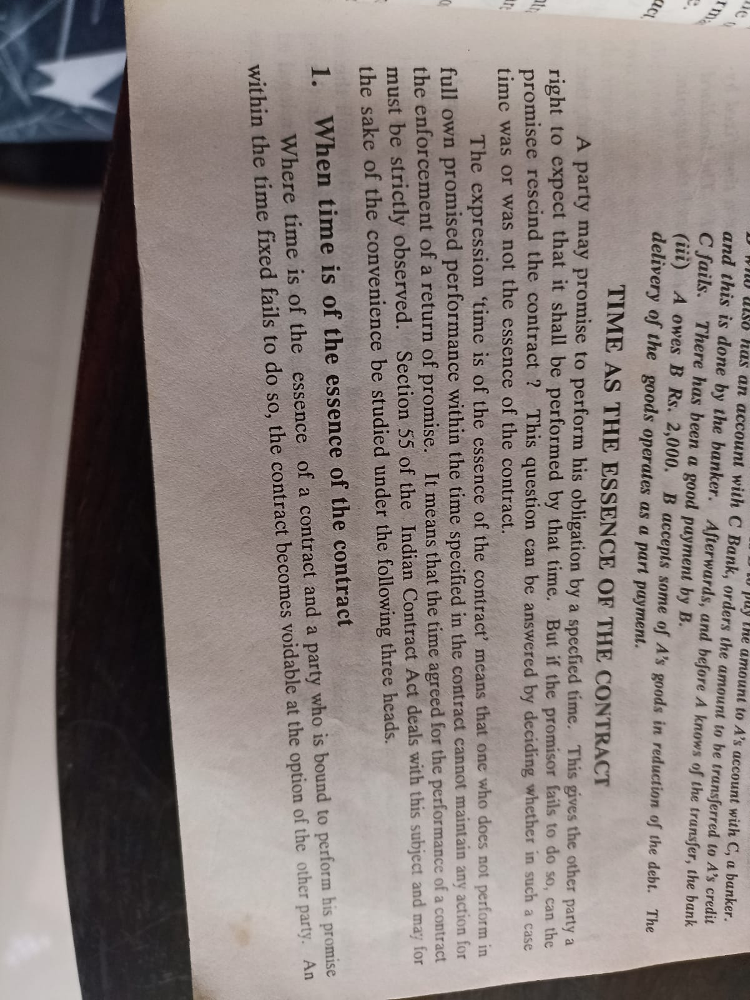 the amount to A's account with C, a banker.
also has an account with C Bank, orders the amount to be transferred to A's credit
and this is done by the banker. Afterwards, and before A knows of the transfer, the bank
C fails. There has been a good payment by B.
(iii) A owes B Rs. 2,000. B accepts some of A's goods in reduction of the debt. The
delivery of the goods operates as a part payment.
TIME AS THE ESSENCE OF THE CONTRACT
A party may promise to perform his obligation by a specfied time. This gives the other party a
right to expect that it shall be performed by that time. But if the promisor fails to do so, can the
promisee rescind the contract ? This question can be answered by deciding whether in such a case
time was or was not the essence of the contract.
The expression 'time is of the essence of the contract' means that one who does not perform in
full own promised performance within the time specified in the contract cannot maintain any action for
the enforcement of a return of promise. It means that the time agreed for the performance of a contract
must be strictly observed. Section 55 of the Indian Contract Act deals with this subject and may for
the sake of the convenience be studied under the following three heads.
1. When time is of the essence of the contract
Where time is of the essence of a contract and a party who is bound to perform his promise
within the time fixed fails to do so, the contract becomes voidable at the option of the other party. An